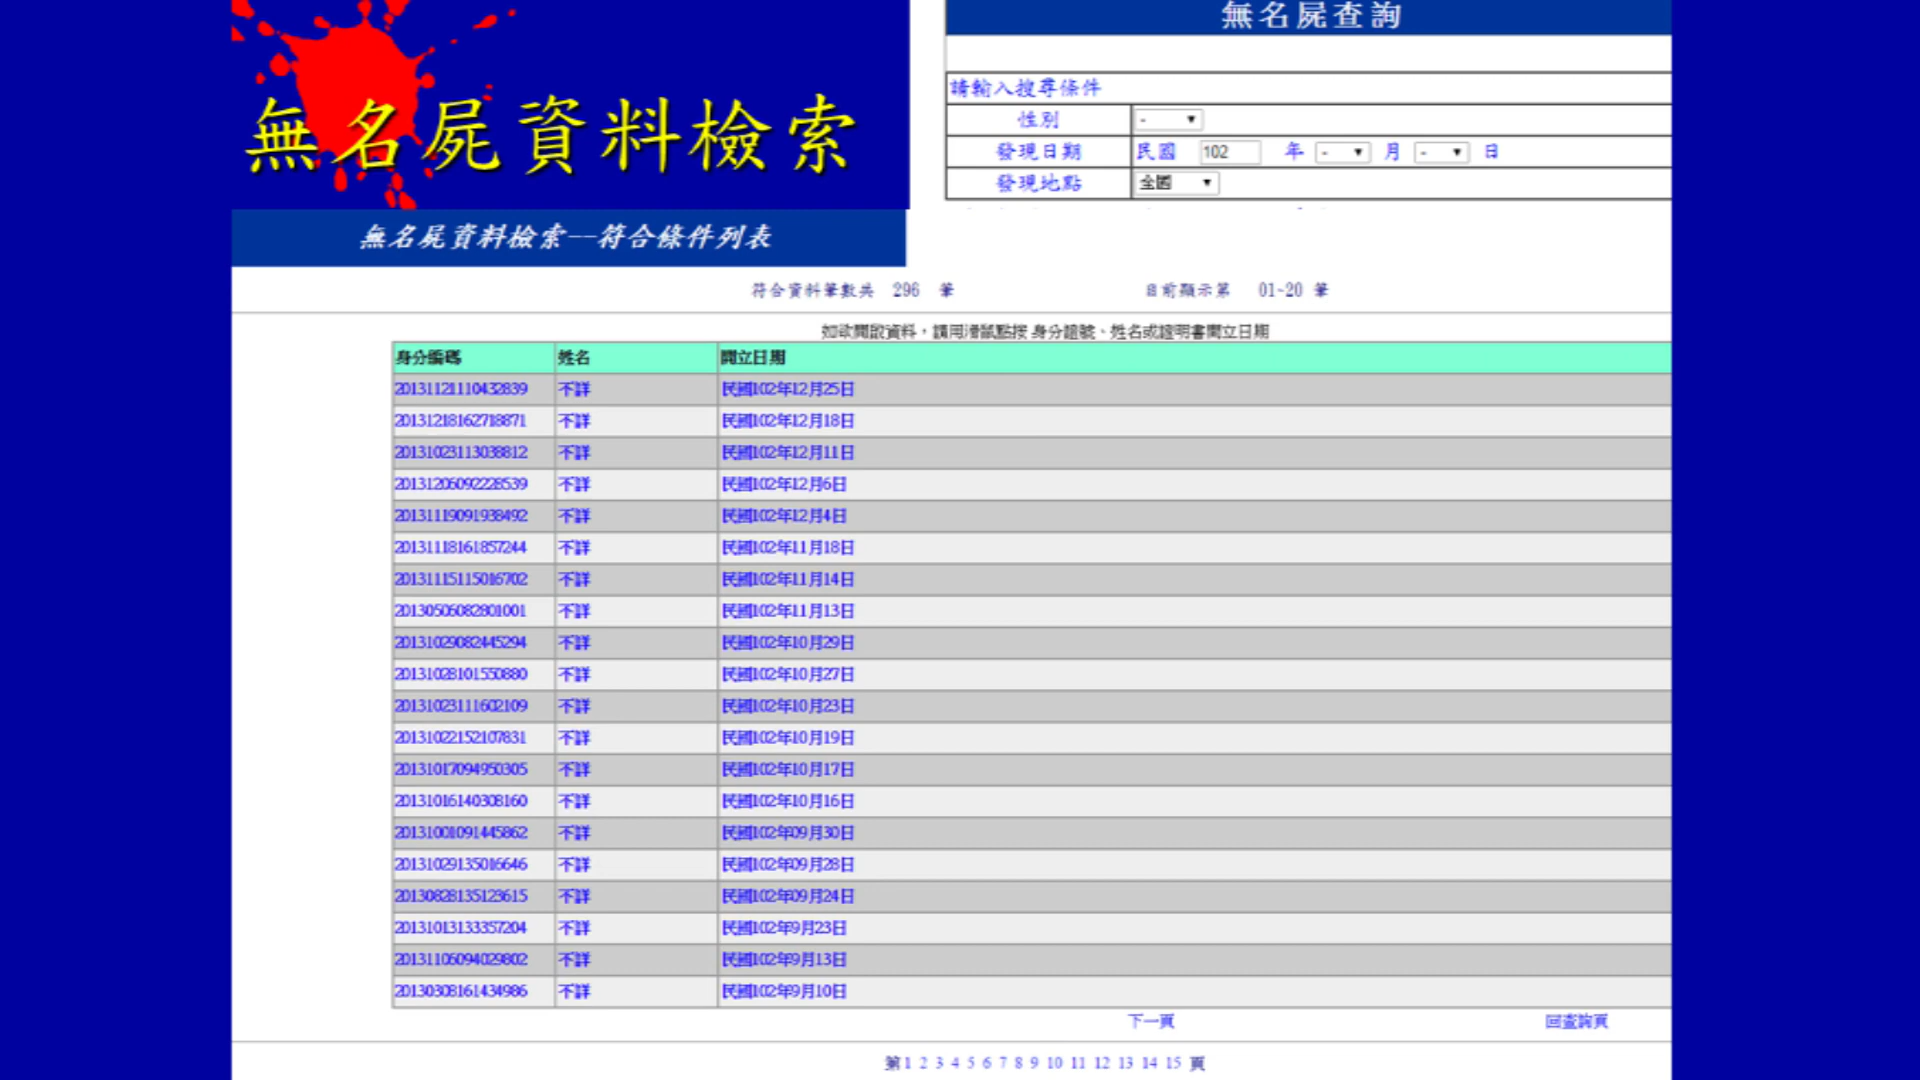 無名屍資料檢索
無名屍查詢
請輸入搜尋條件
性別 -
發現日期 民國 102 年 - 月 - 日
發現地點 全國
無名屍資料檢索--符合條件列表
符合資料筆數共 296 筆 目前顯示第 01~20 筆
如欲開啟資料，請用滑鼠點按 身分證號、姓名或證明書開立日期
身分編碼 姓名 開立日期
20131121110432839 不詳 民國102年12月25日
20131218162718871 不詳 民國102年12月18日
20131023113038812 不詳 民國102年12月11日
20131206092228539 不詳 民國102年12月6日
20131119091938492 不詳 民國102年12月4日
20131118161857244 不詳 民國102年11月18日
20131115115016702 不詳 民國102年11月14日
20130506082801001 不詳 民國102年11月13日
20131029082445294 不詳 民國102年10月29日
20131028101550880 不詳 民國102年10月27日
20131023111602109 不詳 民國102年10月23日
20131022152107831 不詳 民國102年10月19日
20131017094950305 不詳 民國102年10月17日
20131016140308160 不詳 民國102年10月16日
20131001091445862 不詳 民國102年09月30日
20131029135016646 不詳 民國102年09月28日
20130828135123615 不詳 民國102年09月24日
20131013133357204 不詳 民國102年9月23日
20131106094029802 不詳 民國102年9月13日
20130308161434986 不詳 民國102年9月10日
下一頁 回查詢頁
第1 2 3 4 5 6 7 8 9 10 11 12 13 14 15 頁